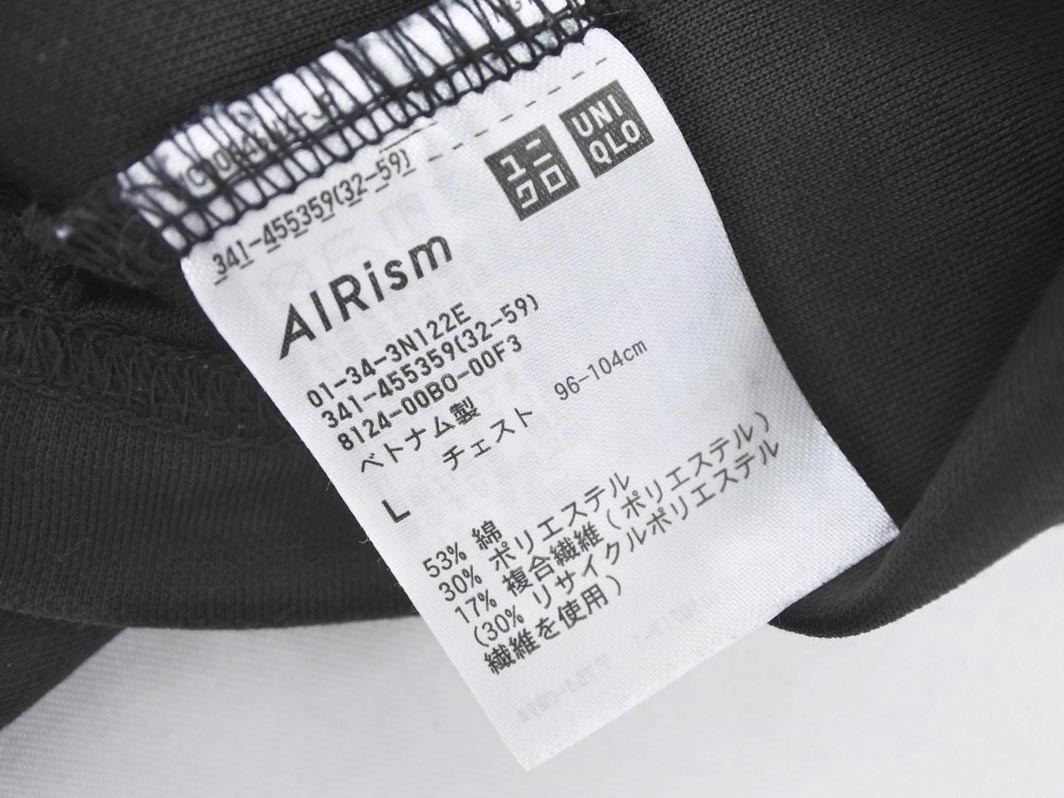 341-455359(32-59)
ユニ
クロ
UNI
QLO
AIRism
01-34-3N122E
341-455359(32-59)
8124-00BO-00F3
ベトナム製
チェスト 96-104cm
L
53% 綿
30% ポリエステル
17% 複合繊維(ポリエステル)
(30% リサイクルポリエステル
繊維を使用)